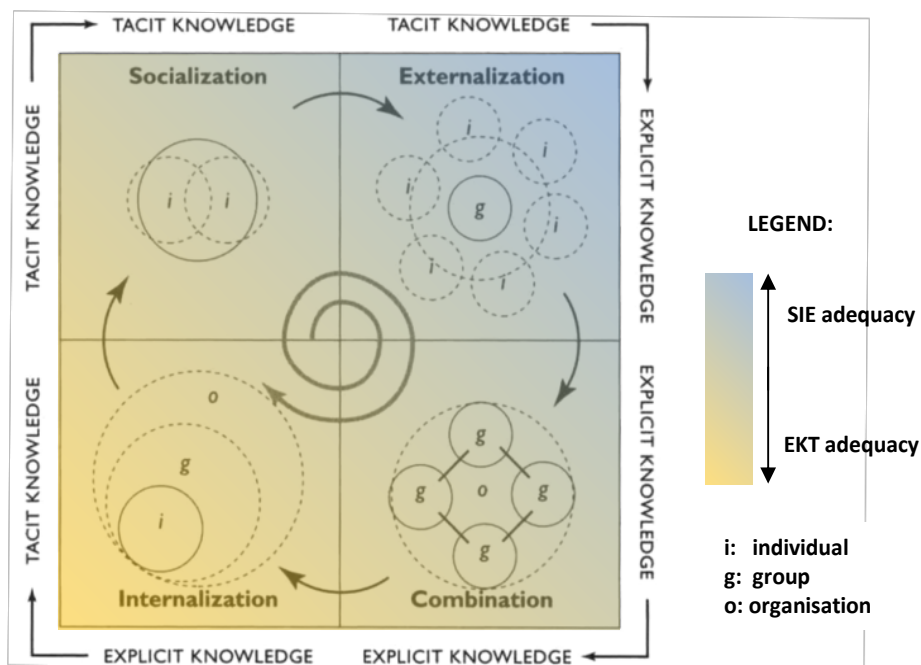 TACIT KNOWLEDGE
TACIT KNOWLEDGE
Socialization
Externalization
TACIT KNOWLEDGE
EXPLICIT KNOWLEDGE
i
i
i
i
i
i
i
i
g
LEGEND:
SIE adequacy
EKT adequacy
TACIT KNOWLEDGE
EXPLICIT KNOWLEDGE
o
g
i
g
g
o
g
g
i: individual
g: group
o: organisation
Internalization
Combination
EXPLICIT KNOWLEDGE
EXPLICIT KNOWLEDGE